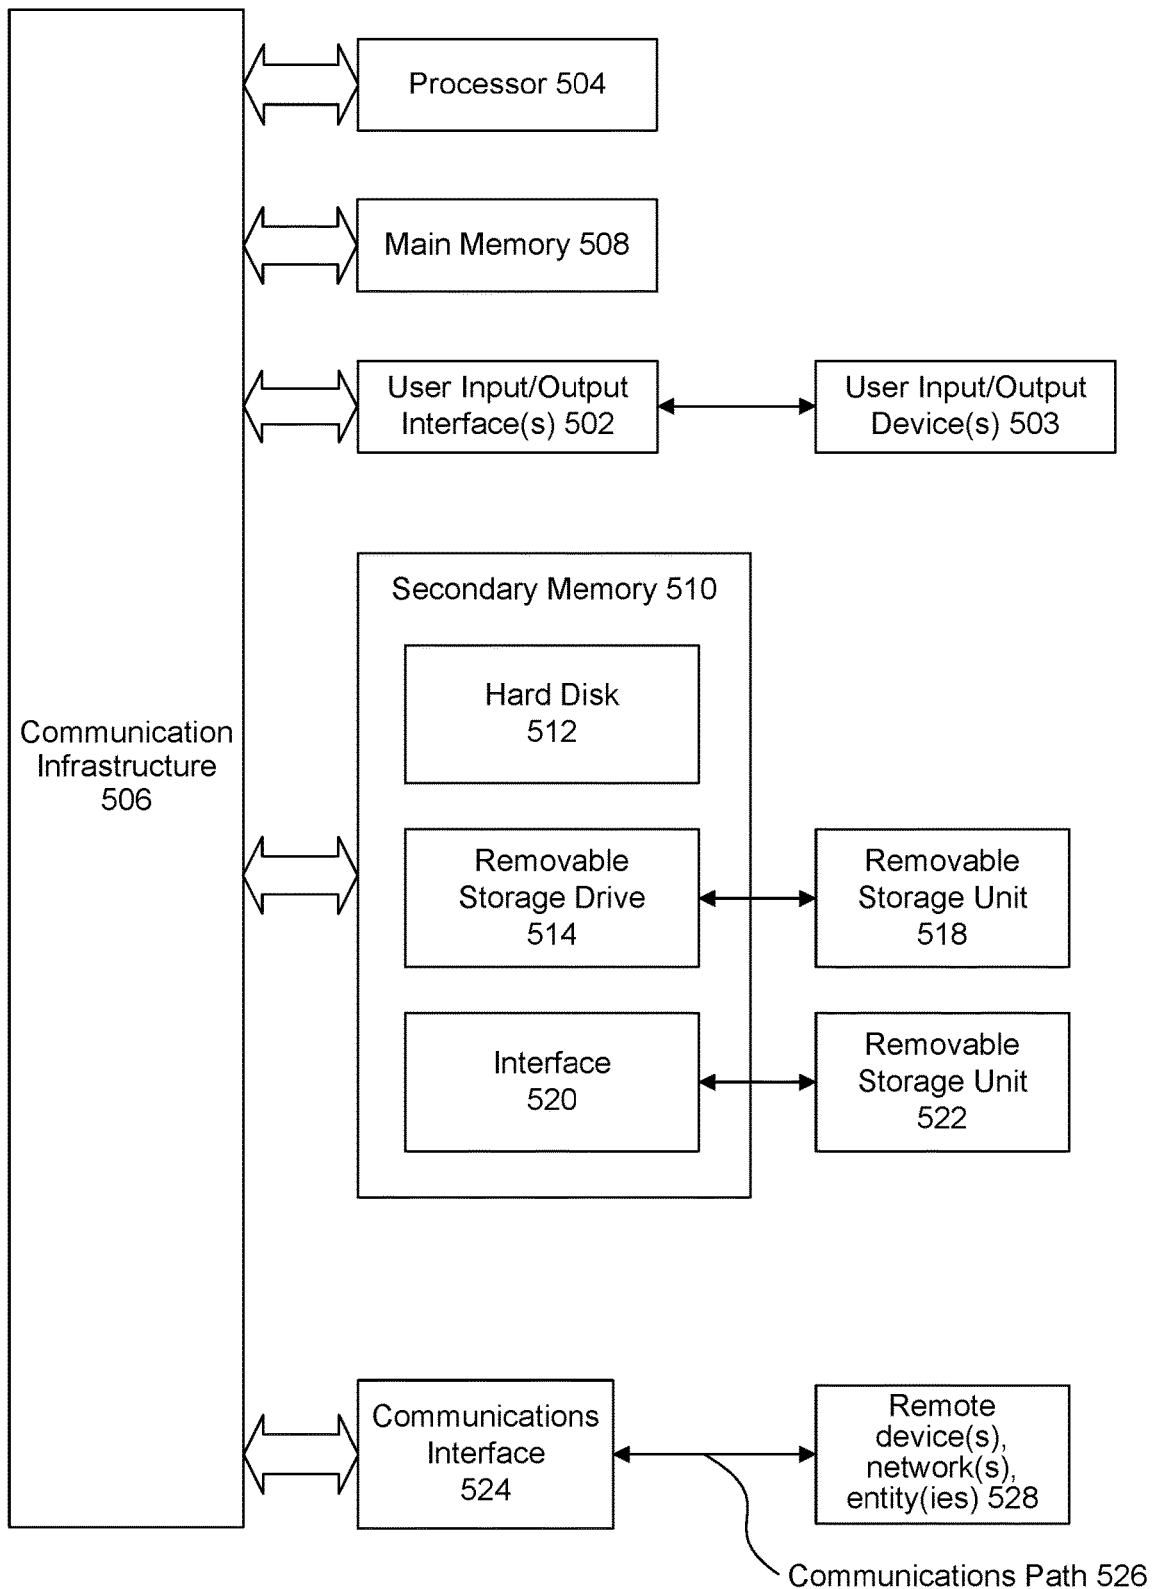 Processor 504
Main Memory 508
User Input/Output
Interface(s) 502
User Input/Output
Device(s) 503
Secondary Memory 510
Hard Disk
512
Communication
Infrastructure
506
Removable
Storage Drive
514
Removable
Storage Unit
518
Interface
520
Removable
Storage Unit
522
Communications
Interface
524
Remote
device(s),
network(s),
entity(ies) 528
Communications Path 526